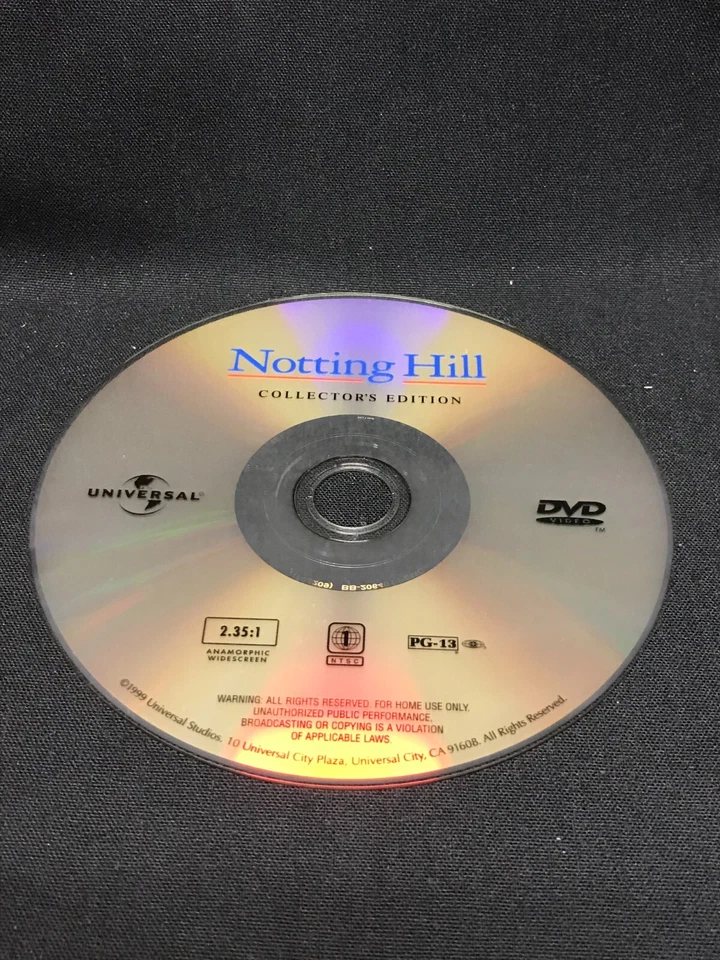 Notting Hill
COLLECTOR'S EDITION
UNIVERSAL®
DVD
VIDEO
TM
2.35:1
ANAMORPHIC
WIDESCREEN
1
NTSC
PG-13
WARNING: ALL RIGHTS RESERVED. FOR HOME USE ONLY.
UNAUTHORIZED PUBLIC PERFORMANCE,
BROADCASTING OR COPYING IS A VIOLATION
OF APPLICABLE LAWS.
©1999 Universal Studios. 10 Universal City Plaza, Universal City, CA 91608. All Rights Reserved.